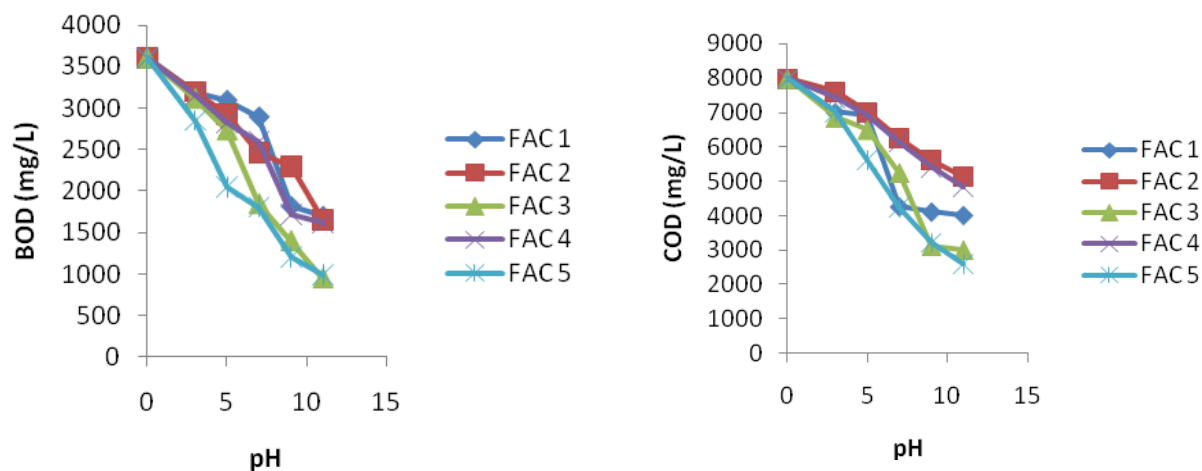 4000
3500
3000
2500
2000
1500
1000
500
0
BOD (mg/L)
0 5 10 15
pH
FAC 1
FAC 2
FAC 3
FAC 4
FAC 5
9000
8000
7000
6000
5000
4000
3000
2000
1000
0
COD (mg/L)
0 5 10 15
pH
FAC 1
FAC 2
FAC 3
FAC 4
FAC 5